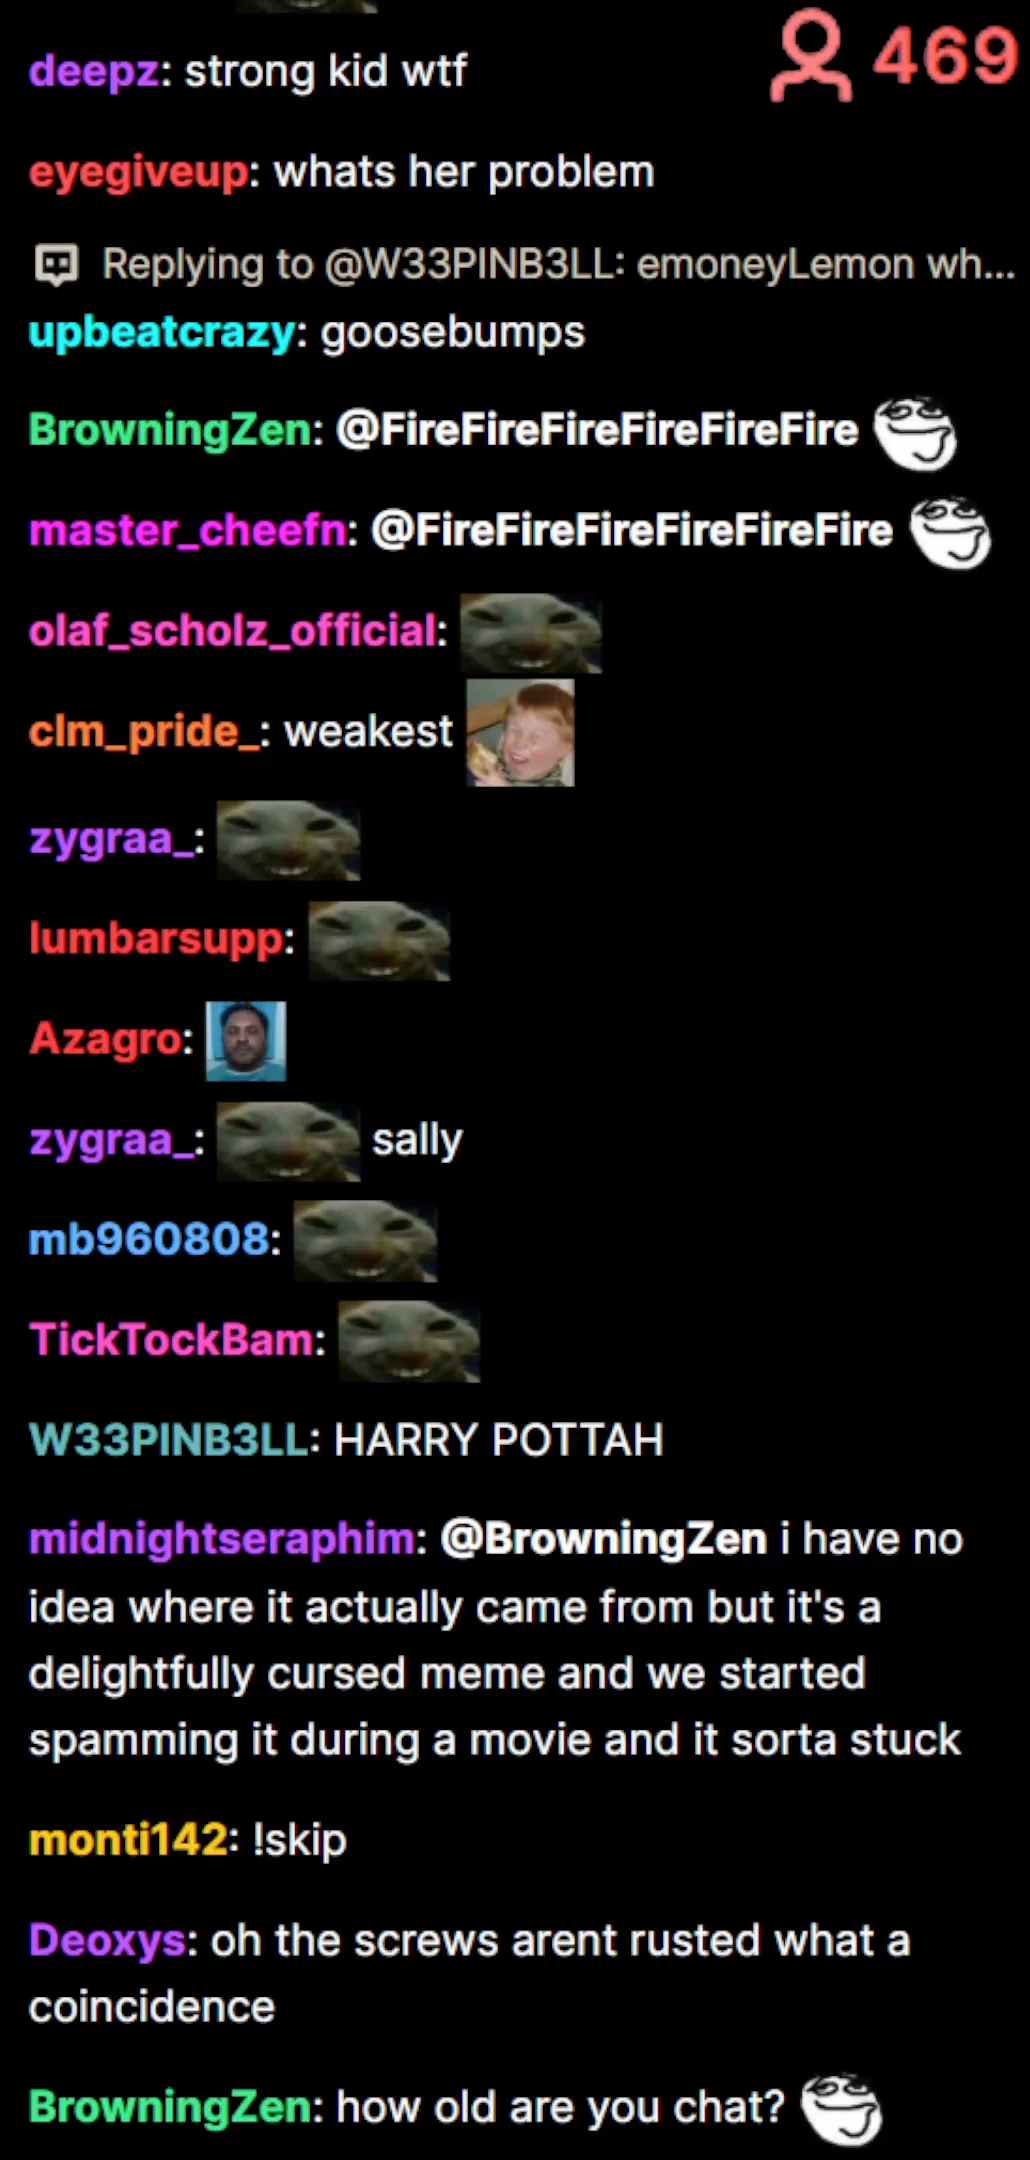 469
deepz: strong kid wtf
eyegiveup: whats her problem
Replying to @W33PINB3LL: emoneyLemon wh...
upbeatcrazy: goosebumps
BrowningZen: @FireFireFireFireFireFire
master_cheefn: @FireFireFireFireFireFire
olaf_scholz_official:
clm_pride_: weakest
zygraa_:
lumbarsupp:
Azagro:
zygraa_: sally
mb960808:
TickTockBam:
W33PINB3LL: HARRY POTTAH
midnightseraphim: @BrowningZen i have no
idea where it actually came from but it's a
delightfully cursed meme and we started
spamming it during a movie and it sorta stuck
monti142: !skip
Deoxys: oh the screws arent rusted what a
coincidence
BrowningZen: how old are you chat?